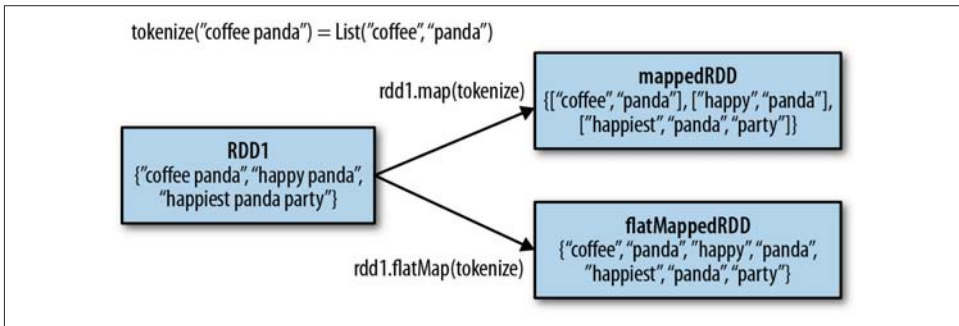 tokenize("coffee panda") = List("coffee", "panda")
rdd1.map(tokenize)
mappedRDD
{["coffee", "panda"], ["happy", "panda"],
["happiest", "panda", "party"]}
RDD1
{"coffee panda", "happy panda",
"happiest panda party"}
rdd1.flatMap(tokenize)
flatMappedRDD
{"coffee", "panda", "happy", "panda",
"happiest", "panda", "party"}